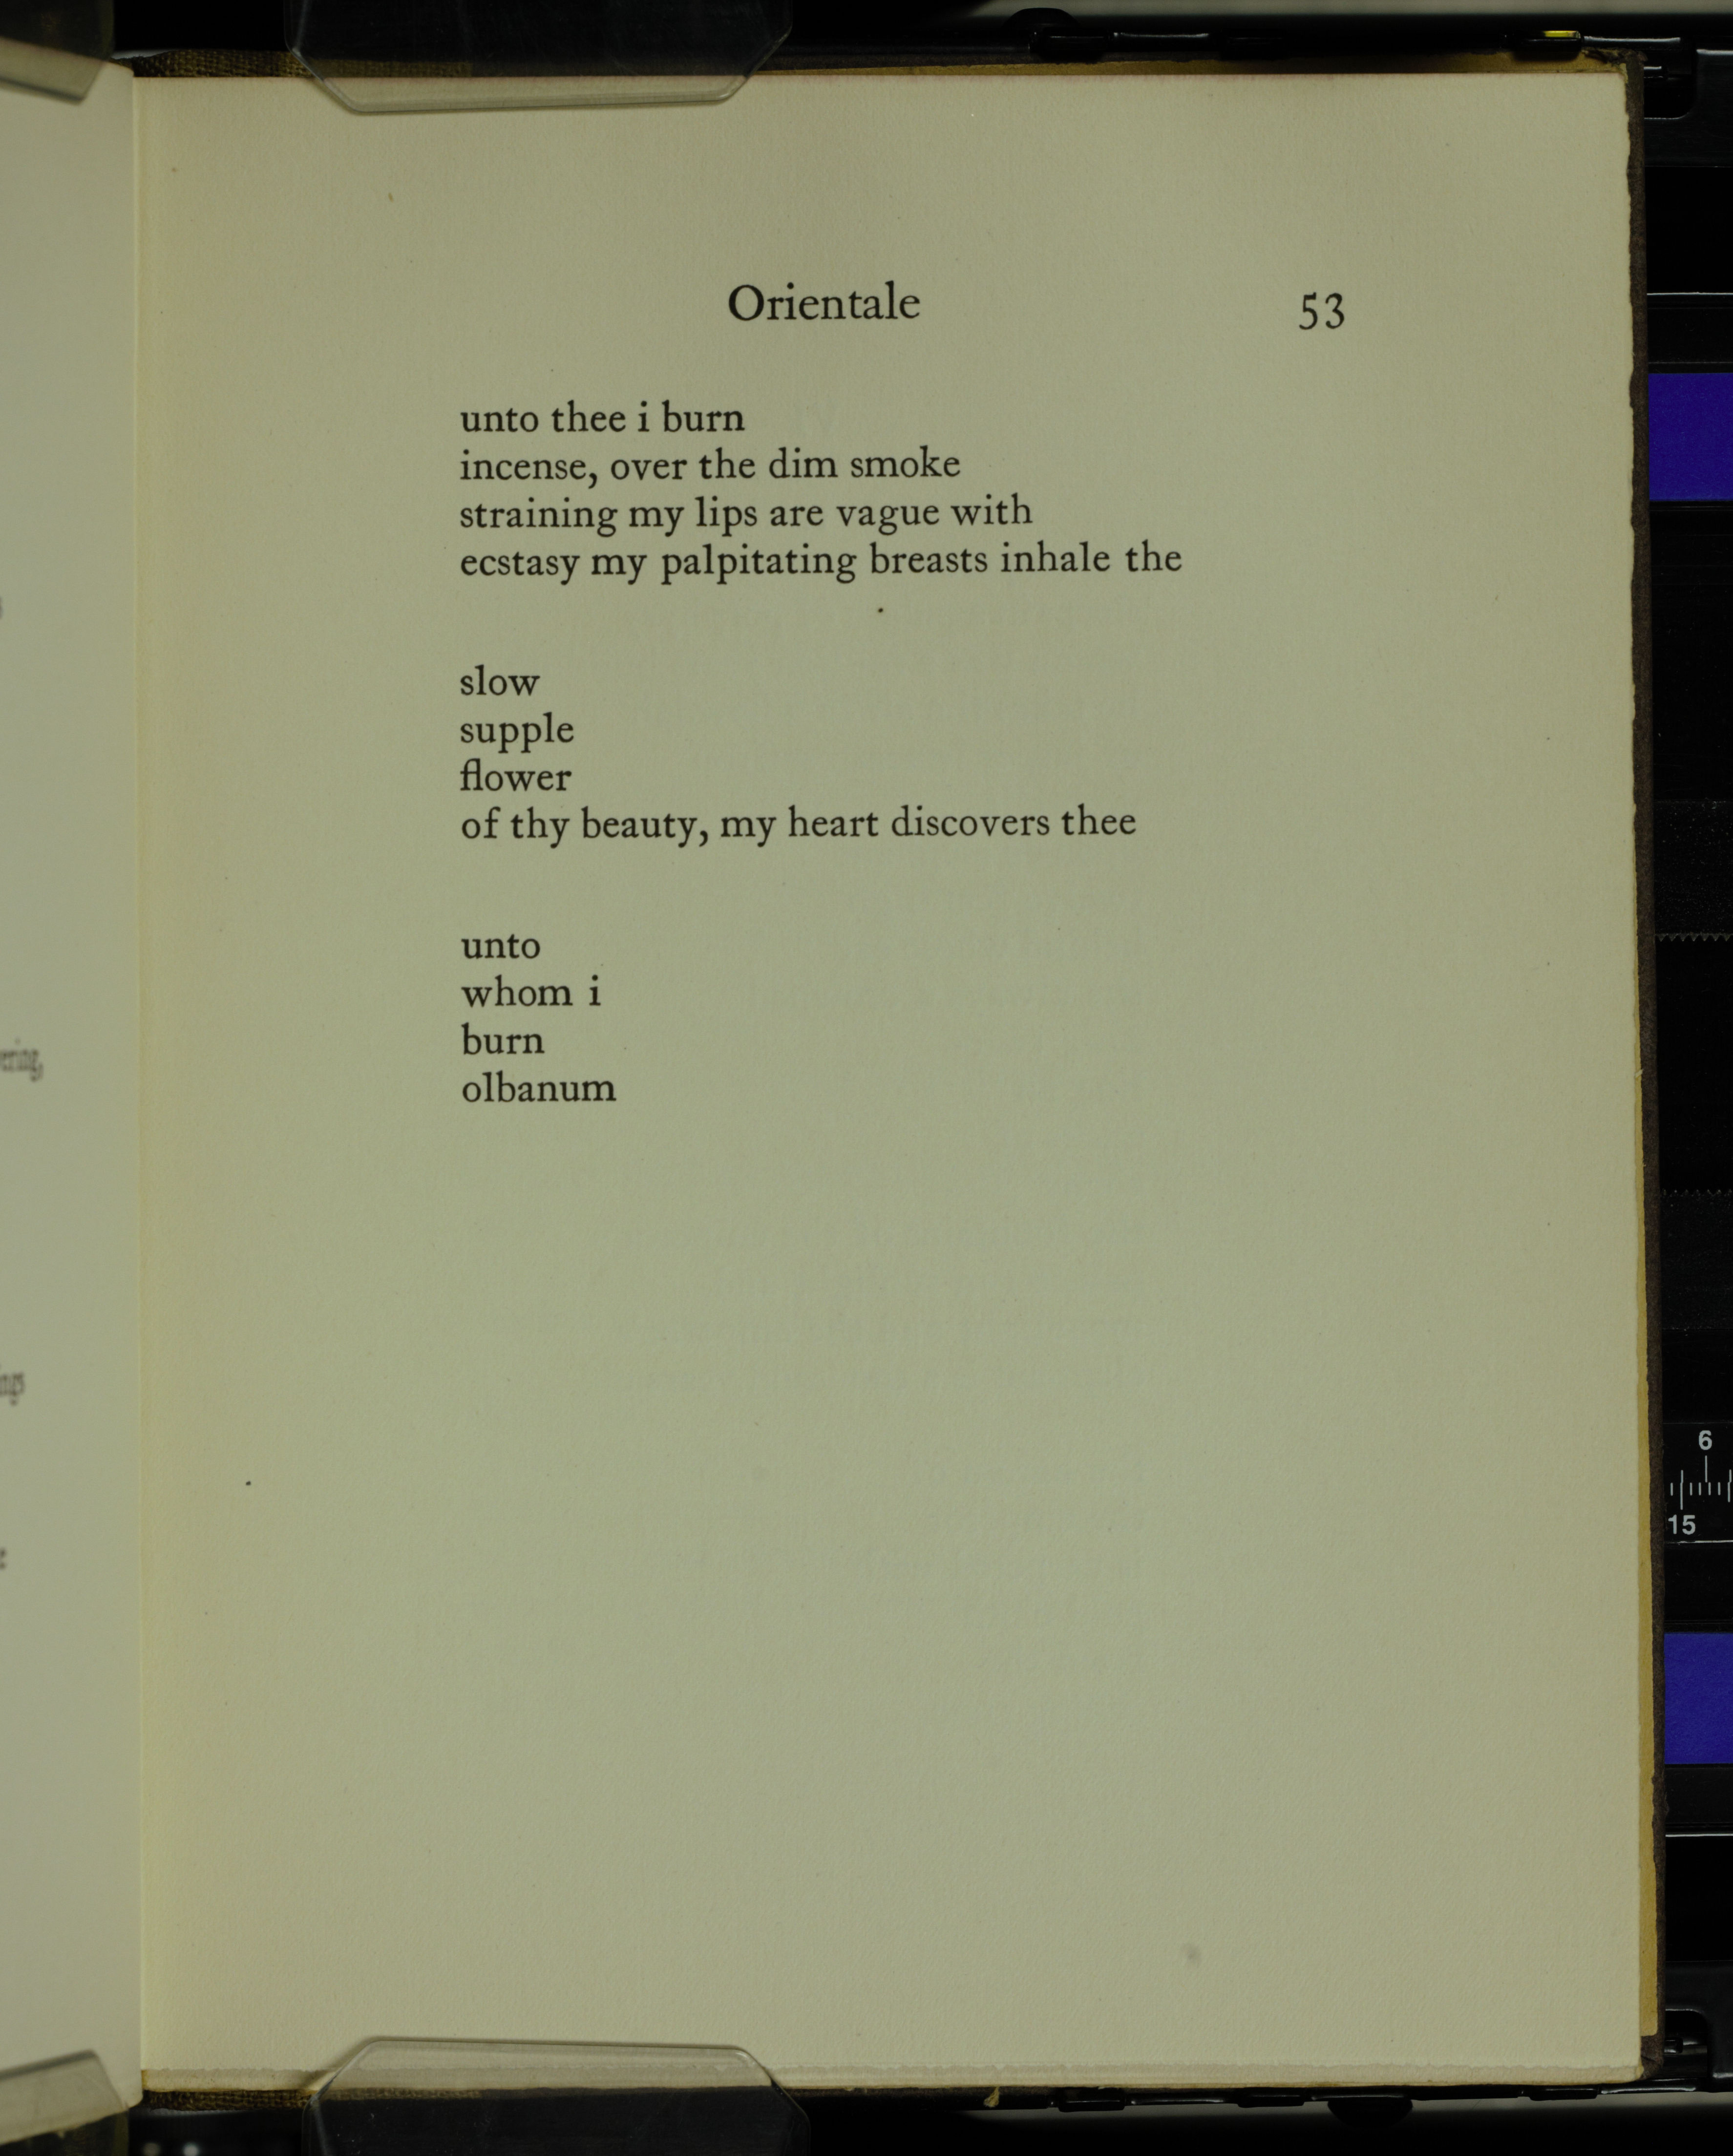 Orientale 53
unto thee i burn
incense, over the dim smoke
straining my lips are vague with
ecstasy my palpitating breasts inhale the
slow
supple
flower
of thy beauty, my heart discovers thee
unto
whom i
burn
olbanum
6
15